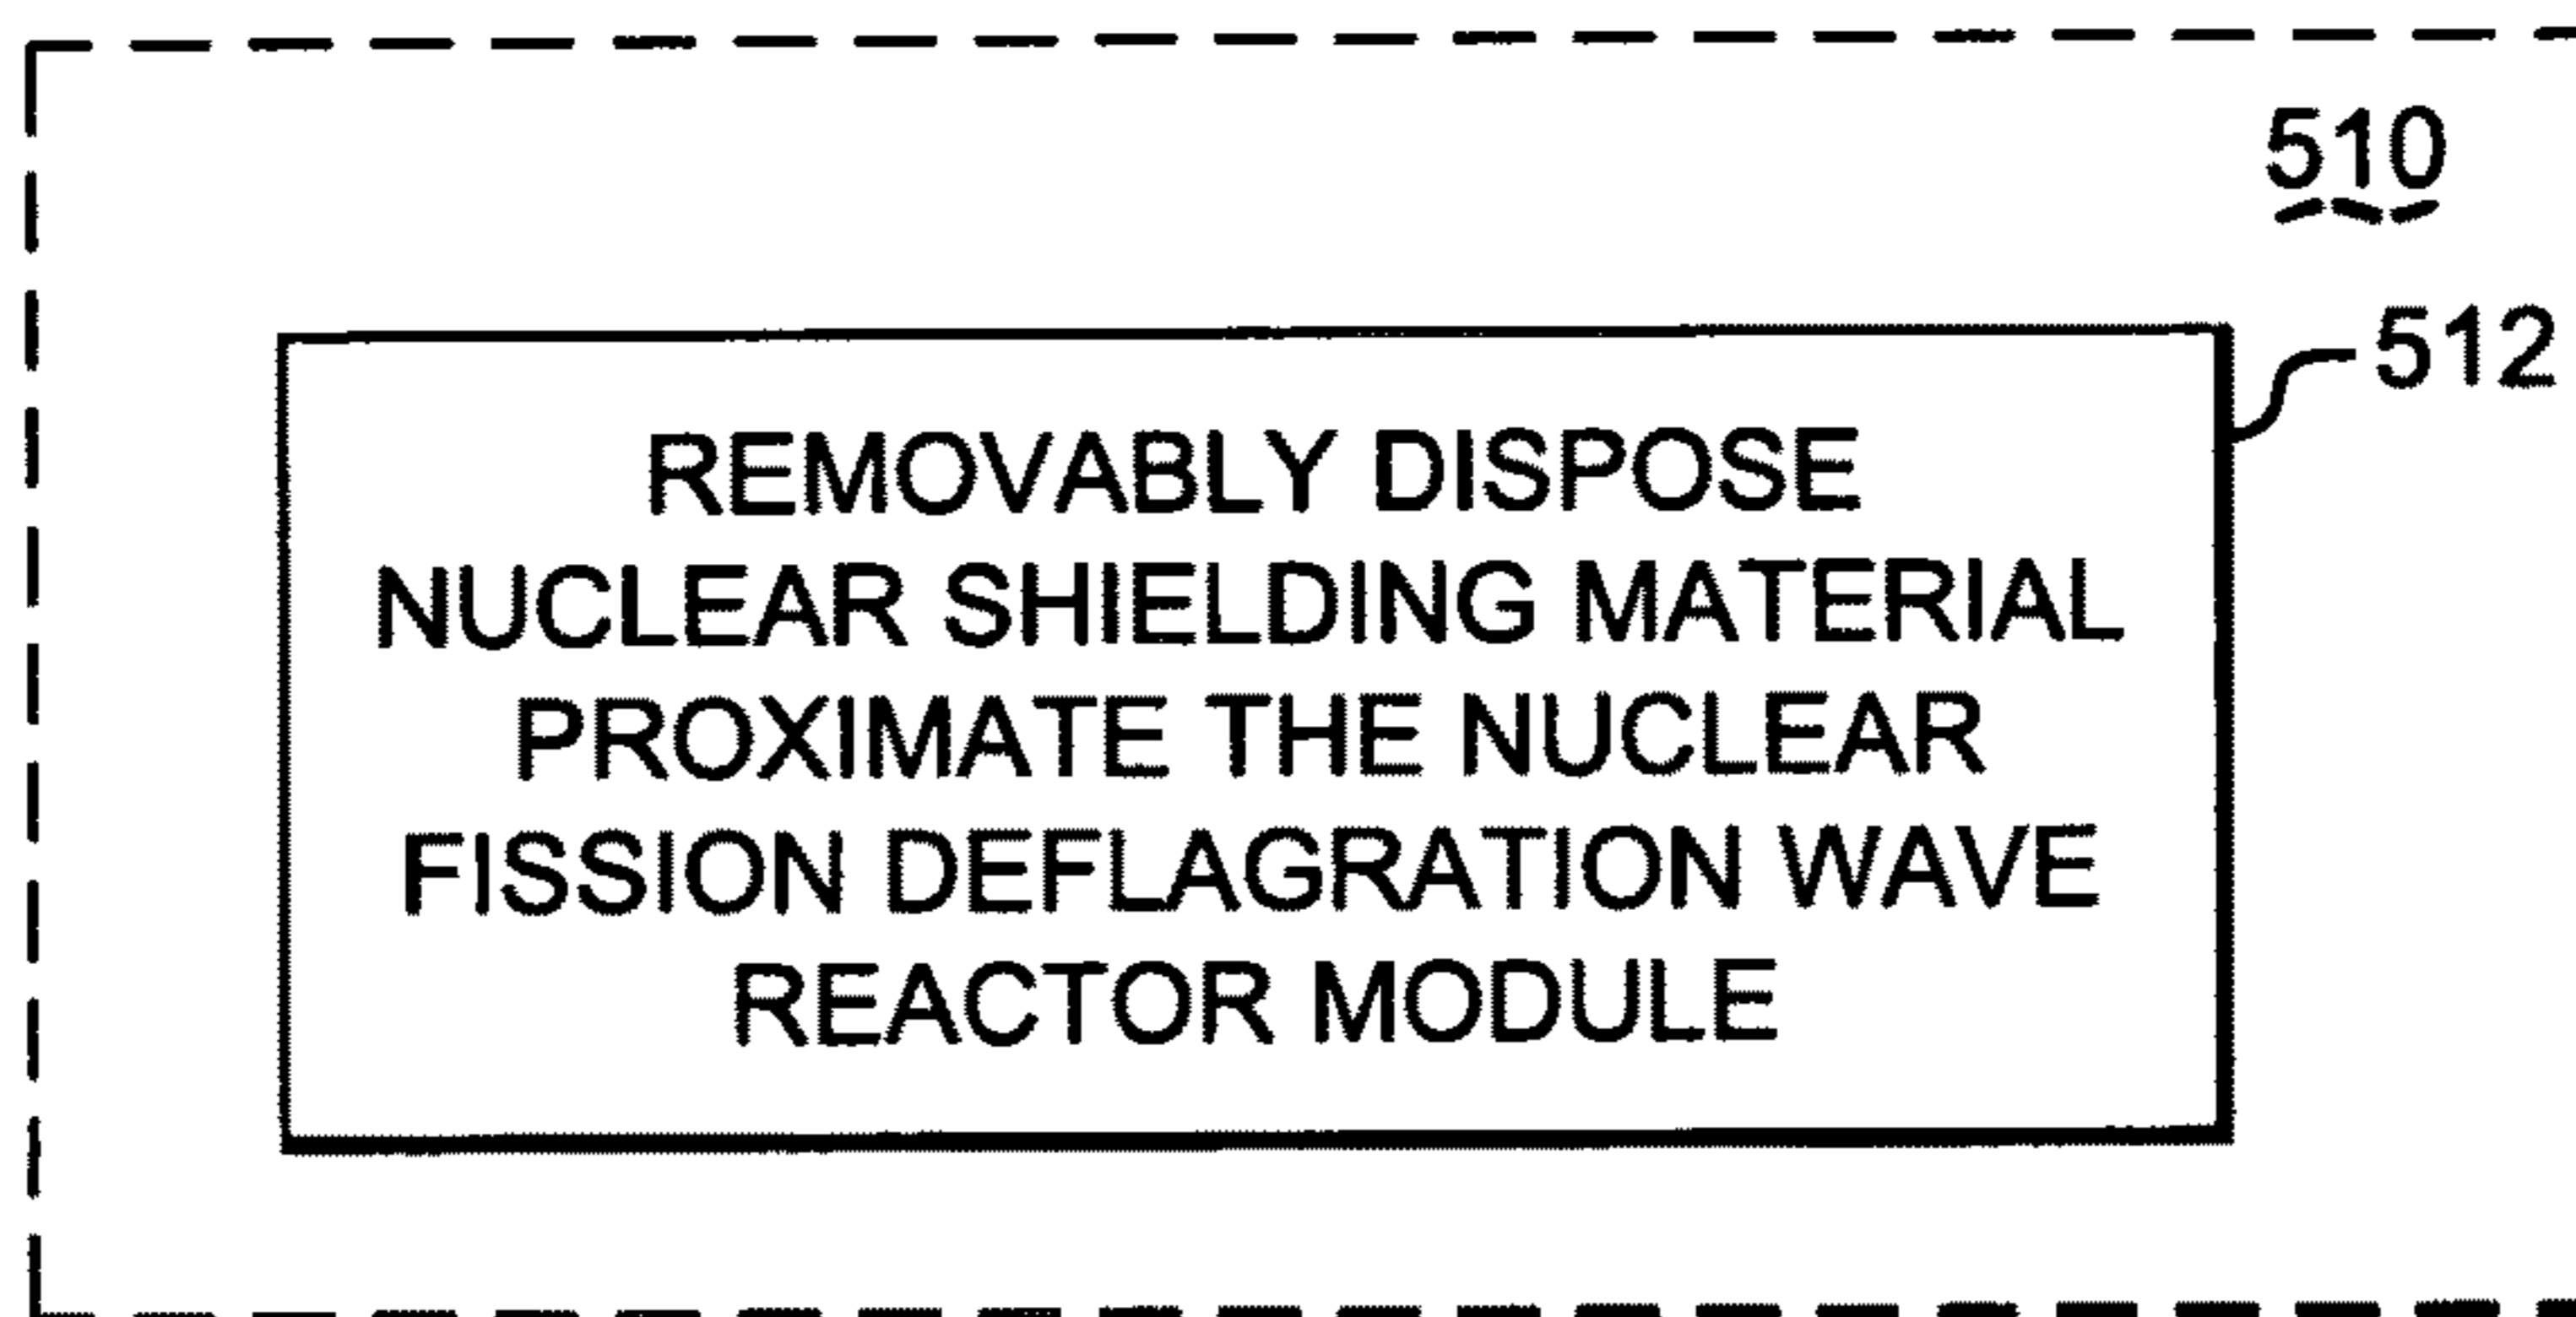 510
512
REMOVABLY DISPOSE
NUCLEAR SHIELDING MATERIAL
PROXIMATE THE NUCLEAR
FISSION DEFLAGRATION WAVE
REACTOR MODULE